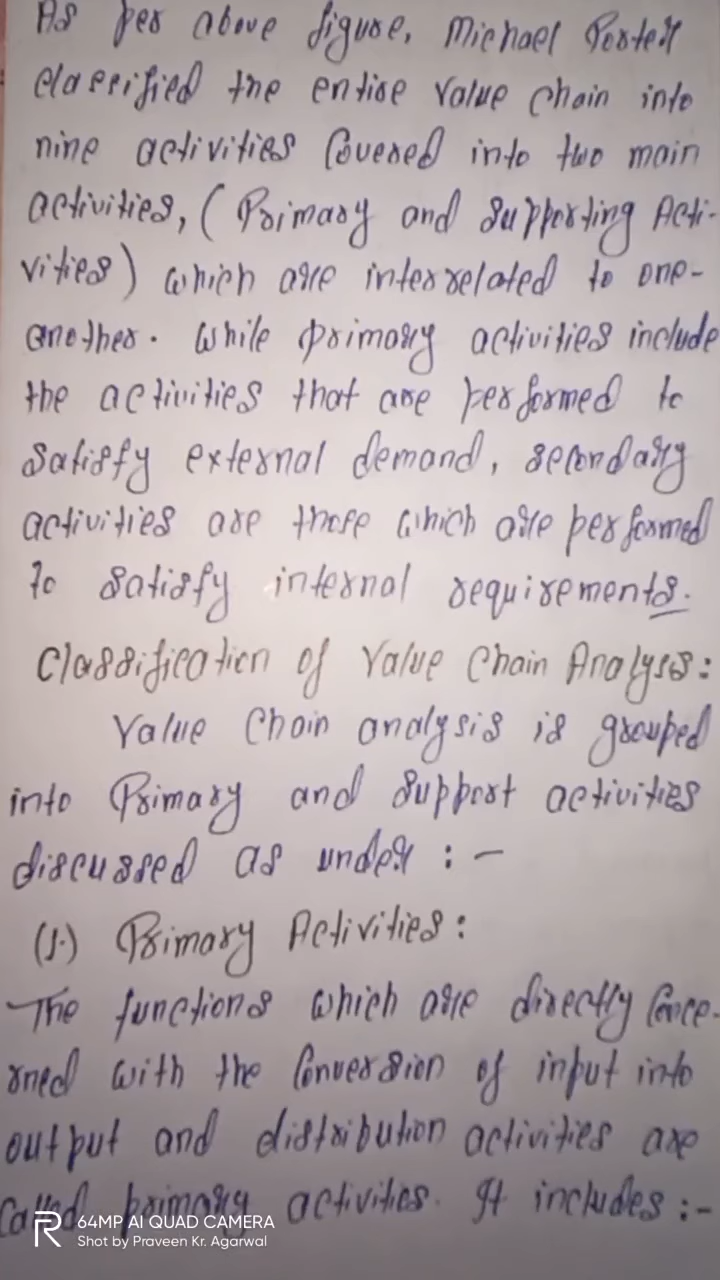 As per above figure, Michael Porter
classified the entire value chain into
nine activities covered into two main
activities, (Primary and Supporting Acti-
vities) which are interrelated to one-
another. While primary activities include
the activities that are performed to
satisfy external demand, secondary
activities are those which are performed
to satisfy internal requirements.
Classification of Value Chain Analysis:
Value Chain analysis is grouped
into Primary and Support activities
discussed as under :-
(1.) Primary Activities:
The functions which are directly conce-
rned with the conversion of input into
output and distribution activities are
called primary activities. It includes :-
R 64MP AI QUAD CAMERA
Shot by Praveen Kr. Agarwal